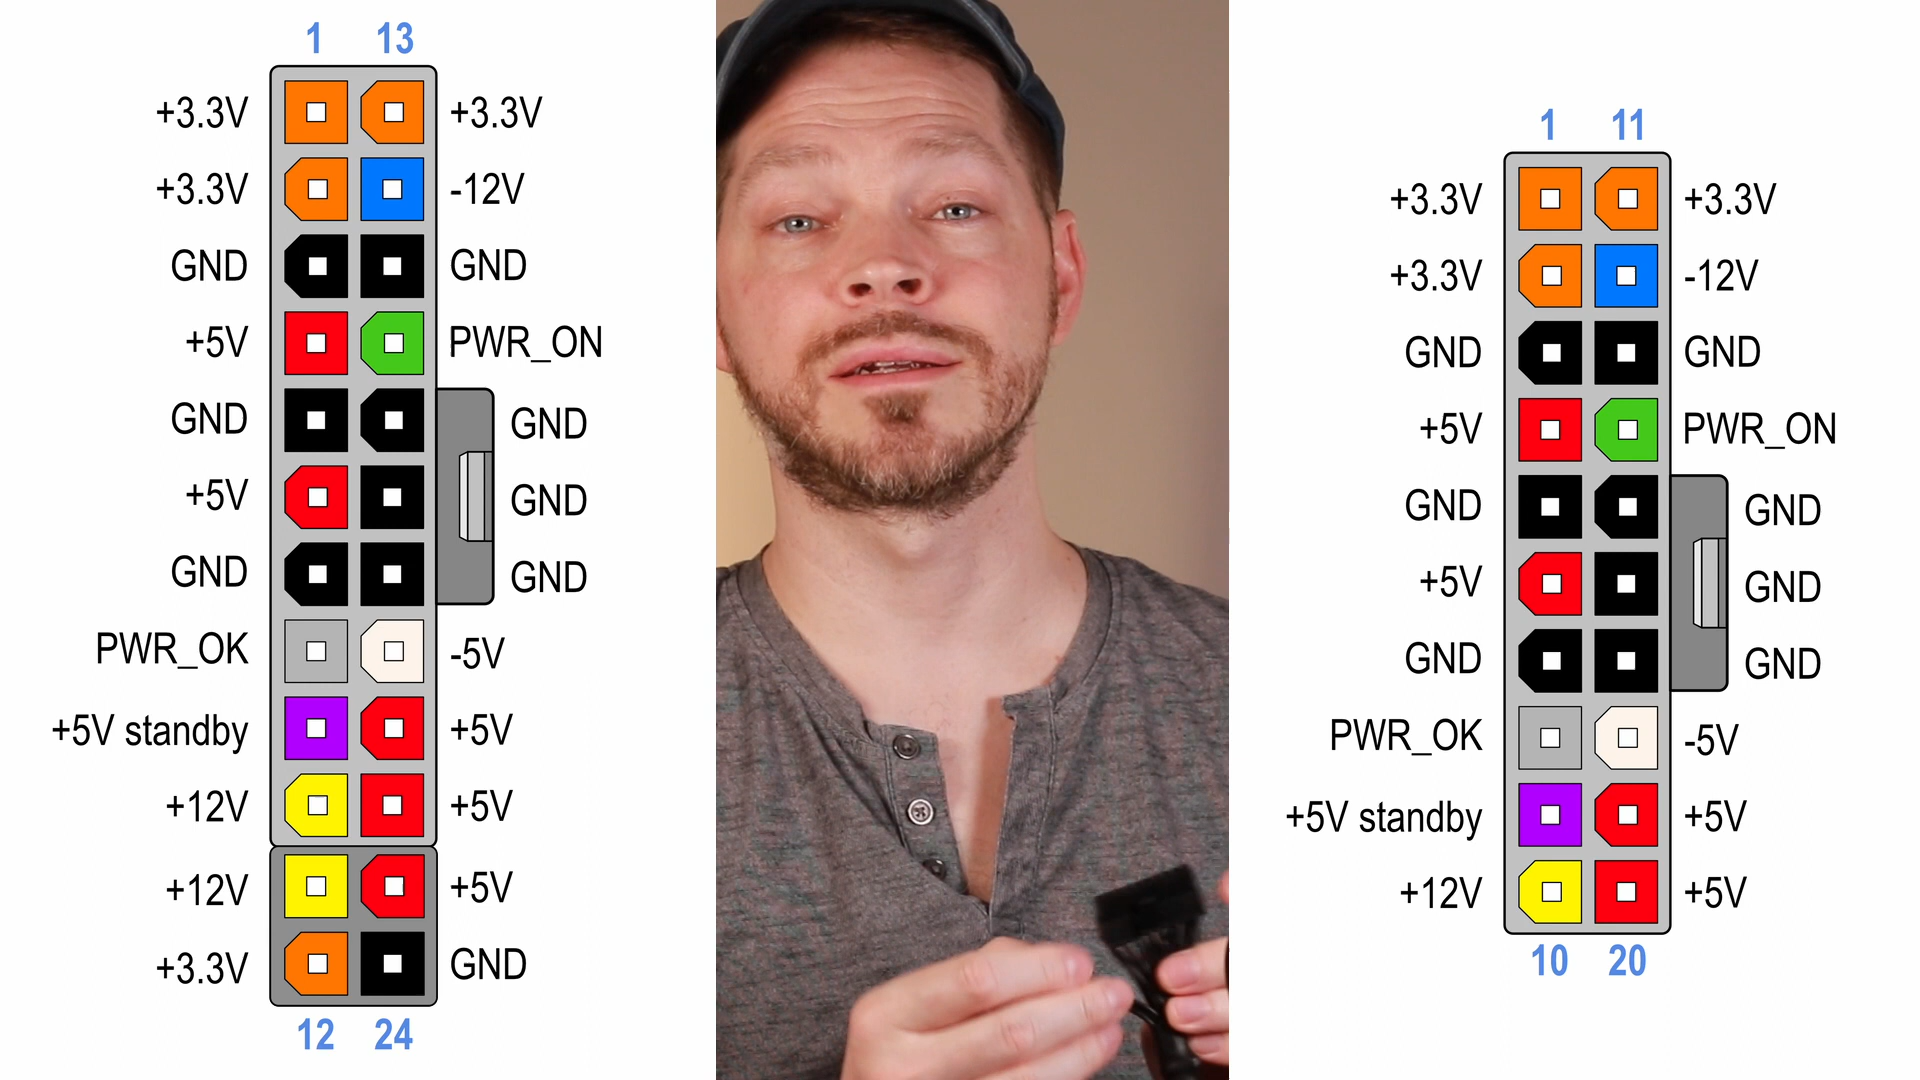 1 13
+3.3V +3.3V
+3.3V -12V
GND GND
+5V PWR_ON
GND GND
+5V GND
GND GND
PWR_OK -5V
+5V standby +5V
+12V +5V
+12V +5V
+3.3V GND
12 24
1 11
+3.3V +3.3V
+3.3V -12V
GND GND
+5V PWR_ON
GND GND
+5V GND
GND GND
PWR_OK -5V
+5V standby +5V
+12V +5V
10 20